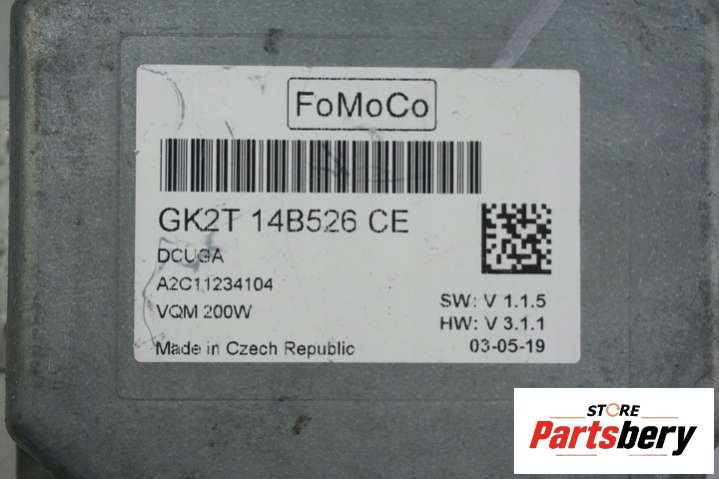 FoMoCo
GK2T 14B526 CE
DCUGA
A2C11234104
VQM 200W
Made in Czech Republic
SW: V 1.1.5
HW: V 3.1.1
03-05-19
STORE
Partsbery